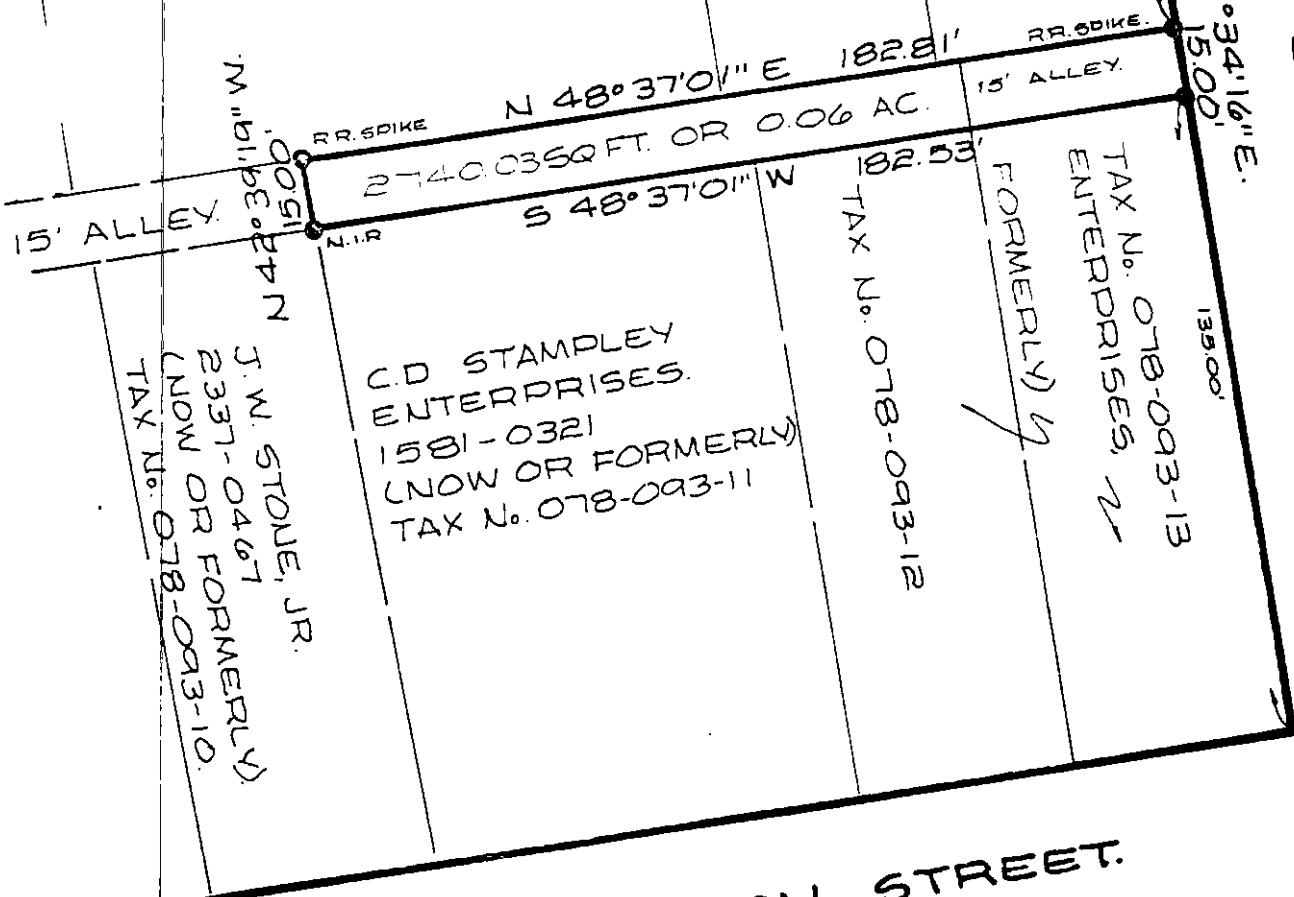 R.R. SPIKE.
N 48°37'01" E 182.81'
°34'16"E.
15.00'
R.R. SPIKE
15' ALLEY.
2740.03 SQ FT. OR 0.06 AC.
182.53'
S 48°37'01" W
N 42°39'19" W
15.00'
15' ALLEY.
N.I.R
135.00'
TAX No. 078-093-13
ENTERPRISES,
FORMERLY)
TAX No. 078-093-12
C.D STAMPLEY
ENTERPRISES.
1581-0321
(NOW OR FORMERLY)
TAX No. 078-093-11
J.W. STONE, JR.
2337-0467
(NOW OR FORMERLY).
TAX No. 078-093-10.
STREET.